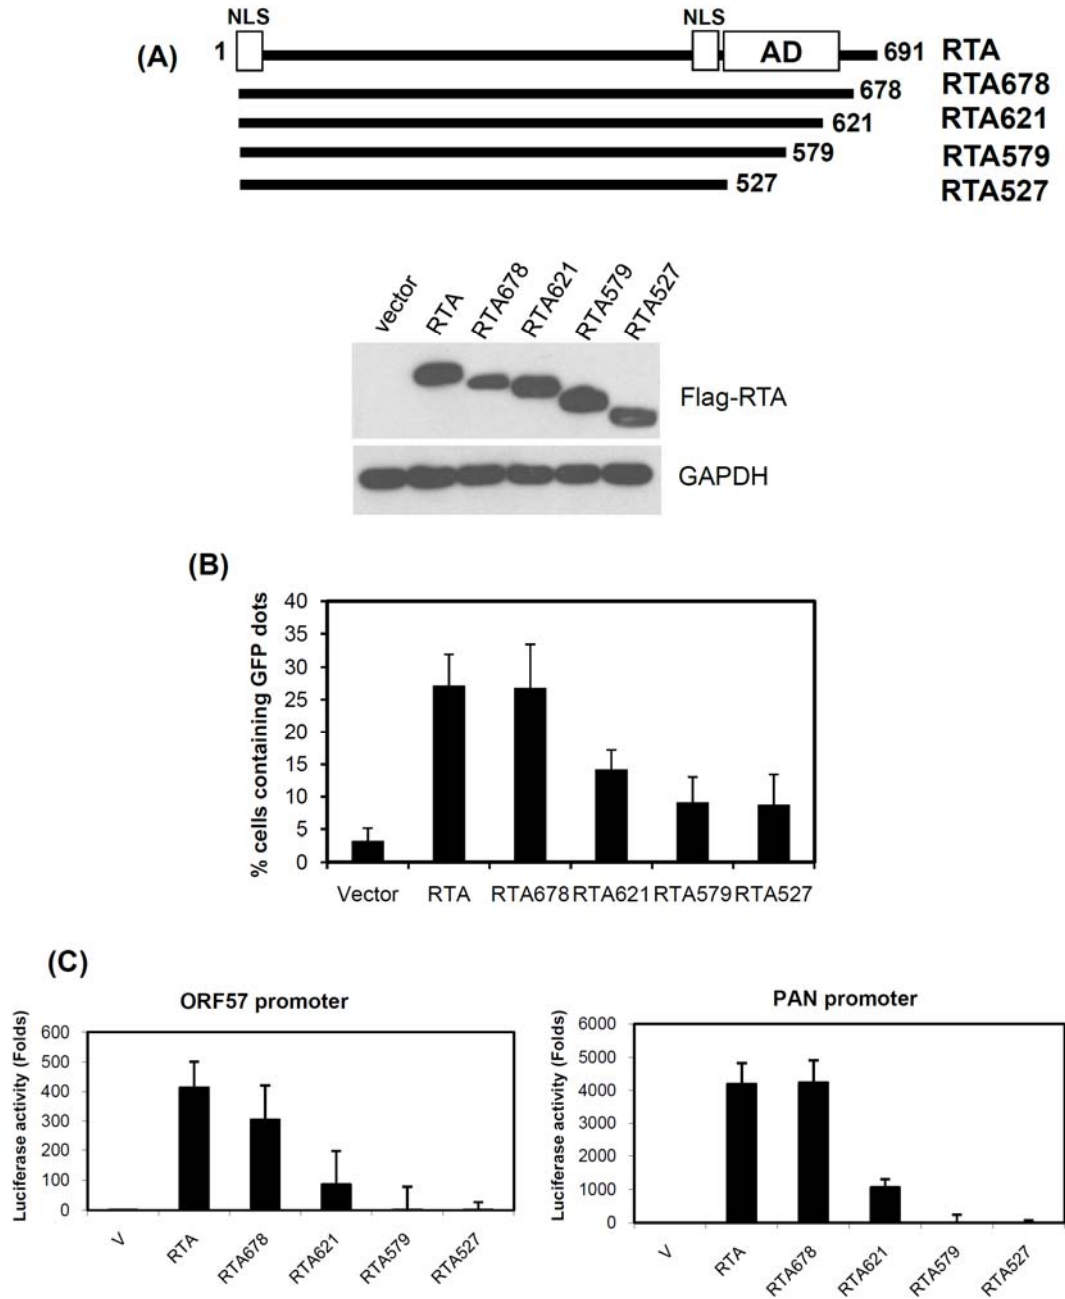 (A)
NLS NLS
1 AD 691 RTA
678 RTA678
621 RTA621
579 RTA579
527 RTA527
vector RTA RTA678 RTA621 RTA579 RTA527
Flag-RTA
GAPDH
(B)
% cells containing GFP dots
40
35
30
25
20
15
10
5
0
Vector RTA RTA678 RTA621 RTA579 RTA527
(C)
ORF57 promoter
Luciferase activity (Folds)
600
500
400
300
200
100
0
V RTA RTA678 RTA621 RTA579 RTA527
PAN promoter
Luciferase activity (Folds)
6000
5000
4000
3000
2000
1000
0
V RTA RTA678 RTA621 RTA579 RTA527